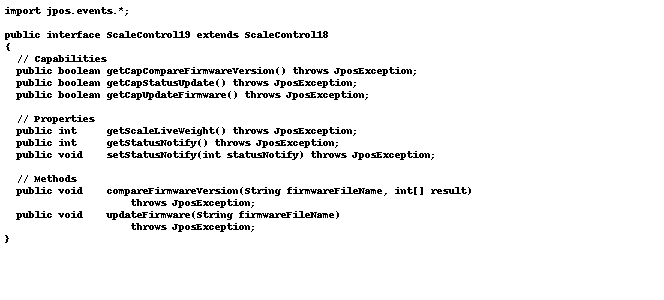 import jpos.events.*;
public interface ScaleControl19 extends ScaleControl18
{
// Capabilities
public boolean getCapCompareFirmwareVersion() throws JposException;
public boolean getCapStatusUpdate() throws JposException;
public boolean getCapUpdateFirmware() throws JposException;
// Properties
public int getScaleLiveWeight() throws JposException;
public int getStatusNotify() throws JposException;
public void setStatusNotify(int statusNotify) throws JposException;
// Methods
public void compareFirmwareVersion(String firmwareFileName, int[] result)
throws JposException;
public void updateFirmware(String firmwareFileName)
throws JposException;
}